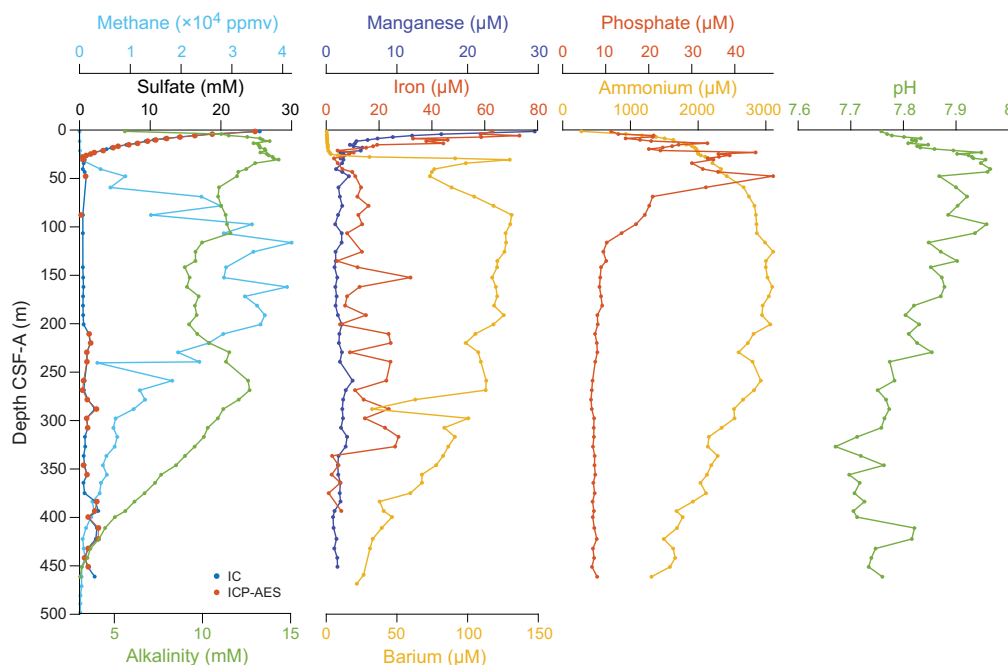 Methane (×10⁴ ppmv)
0 1 2 3 4
Sulfate (mM)
0 10 20 30
Manganese (µM)
0 10 20 30
Iron (µM)
0 20 40 60 80
Phosphate (µM)
0 10 20 30 40
Ammonium (µM)
0 1000 2000 3000
pH
7.6 7.7 7.8 7.9
Depth CSF-A (m)
0
50
100
150
200
250
300
350
400
450
500
IC
ICP-AES
5 10 15
Alkalinity (mM)
0 50 100 150
Barium (µM)